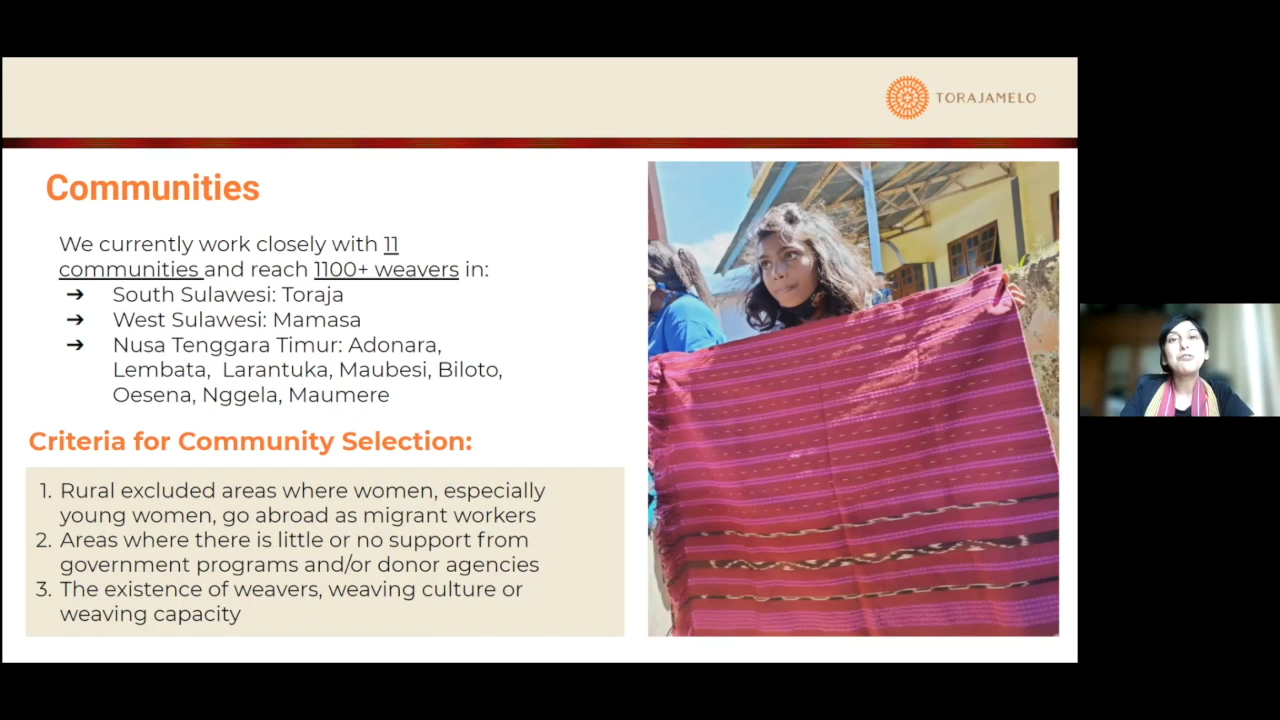 TORAJAMELO
Communities
We currently work closely with 11
communities and reach 1100+ weavers in:
➔ South Sulawesi: Toraja
➔ West Sulawesi: Mamasa
➔ Nusa Tenggara Timur: Adonara,
Lembata, Larantuka, Maubesi, Biloto,
Oesena, Nggela, Maumere
Criteria for Community Selection:
1. Rural excluded areas where women, especially
young women, go abroad as migrant workers
2. Areas where there is little or no support from
government programs and/or donor agencies
3. The existence of weavers, weaving culture or
weaving capacity